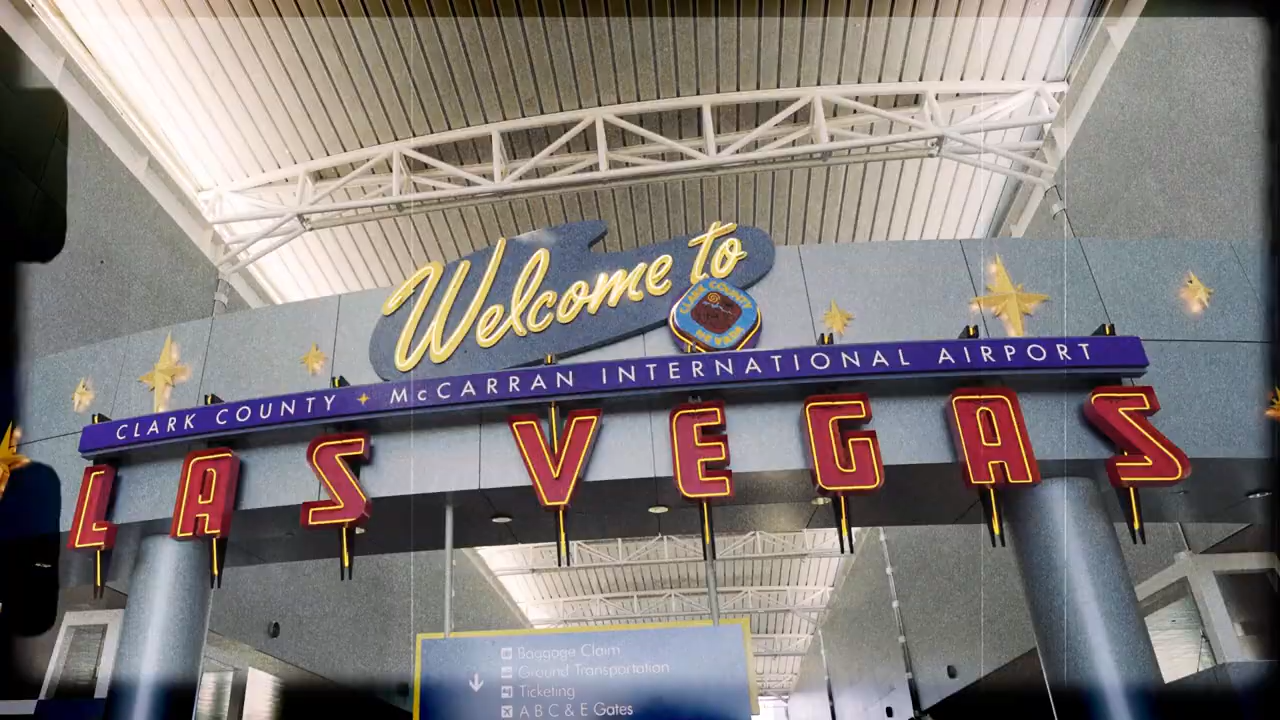 Welcome to
CLARK COUNTY
NEVADA
CLARK COUNTY McCARRAN INTERNATIONAL AIRPORT
LAS VEGAS
Baggage Claim
Ground Transportation
Ticketing
A B C & E Gates